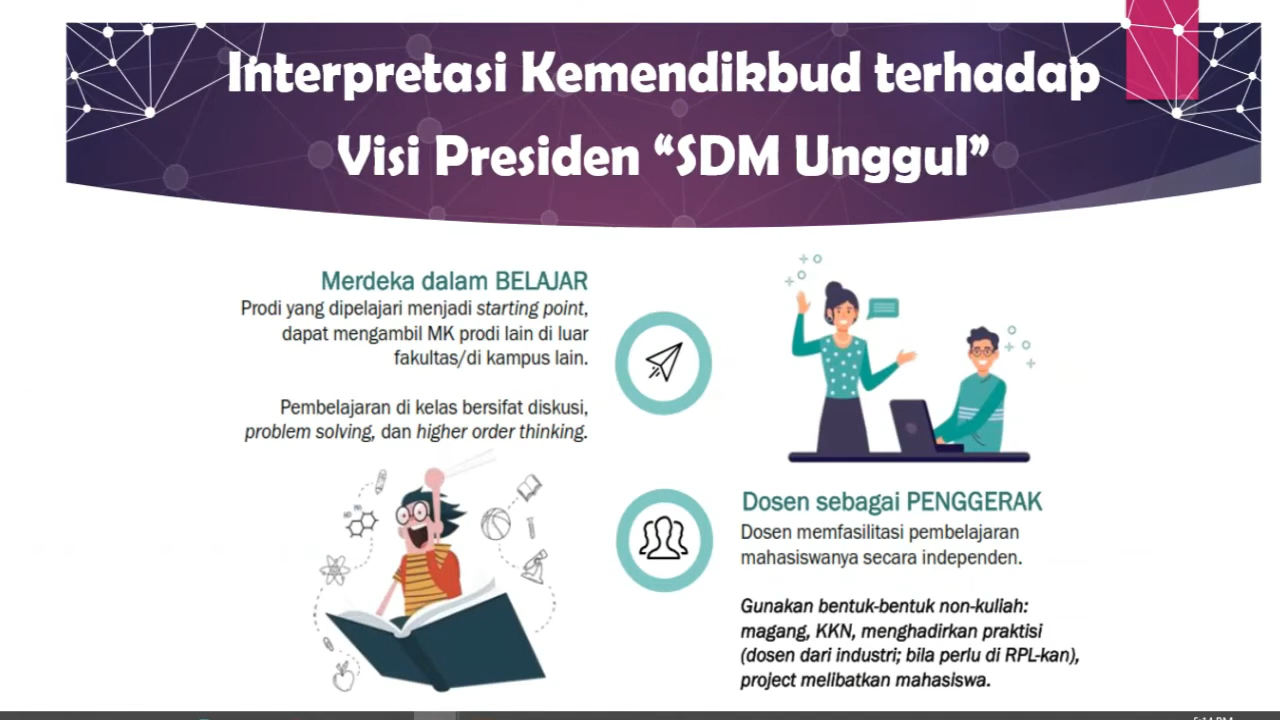 Interpretasi Kemendikbud terhadap
Visi Presiden “SDM Unggul”
Merdeka dalam BELAJAR
Prodi yang dipelajari menjadi starting point,
dapat mengambil MK prodi lain di luar
fakultas/di kampus lain.
Pembelajaran di kelas bersifat diskusi,
problem solving, dan higher order thinking.
Dosen sebagai PENGGERAK
Dosen memfasilitasi pembelajaran
mahasiswanya secara independen.
Gunakan bentuk-bentuk non-kuliah:
magang, KKN, menghadirkan praktisi
(dosen dari industri; bila perlu di RPL-kan),
project melibatkan mahasiswa.